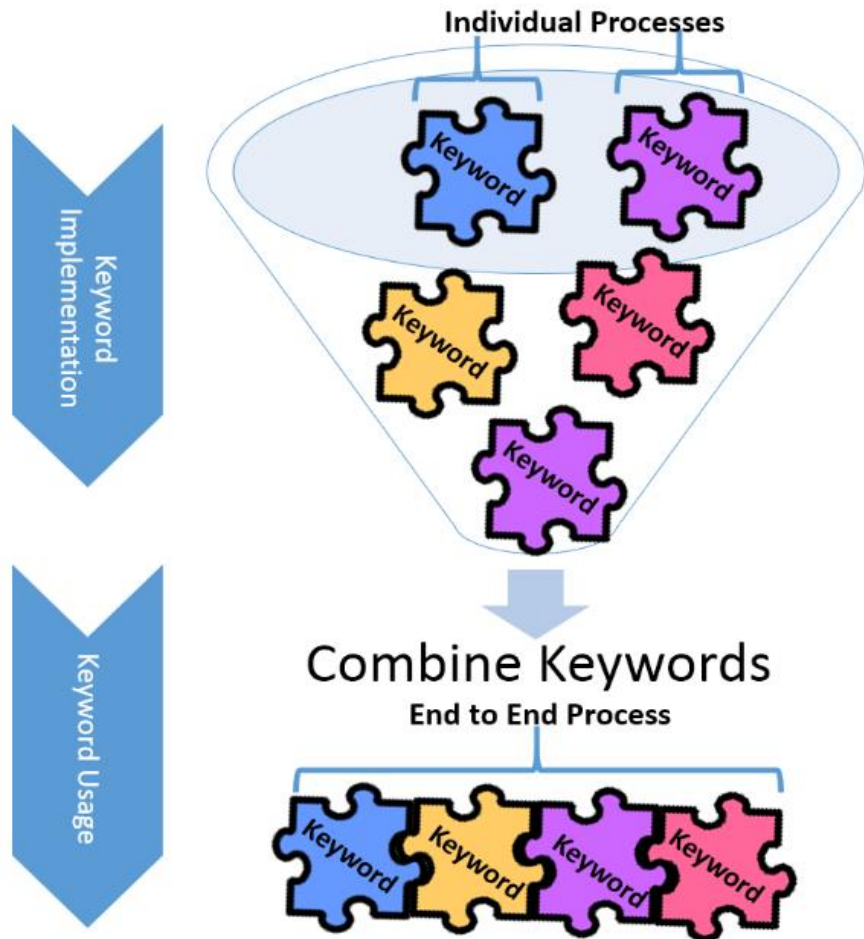 Individual Processes
Keyword
Keyword
Keyword
Implementation
Keyword
Keyword
Keyword
Combine Keywords
End to End Process
Keyword Usage
Keyword
Keyword
Keyword
Keyword